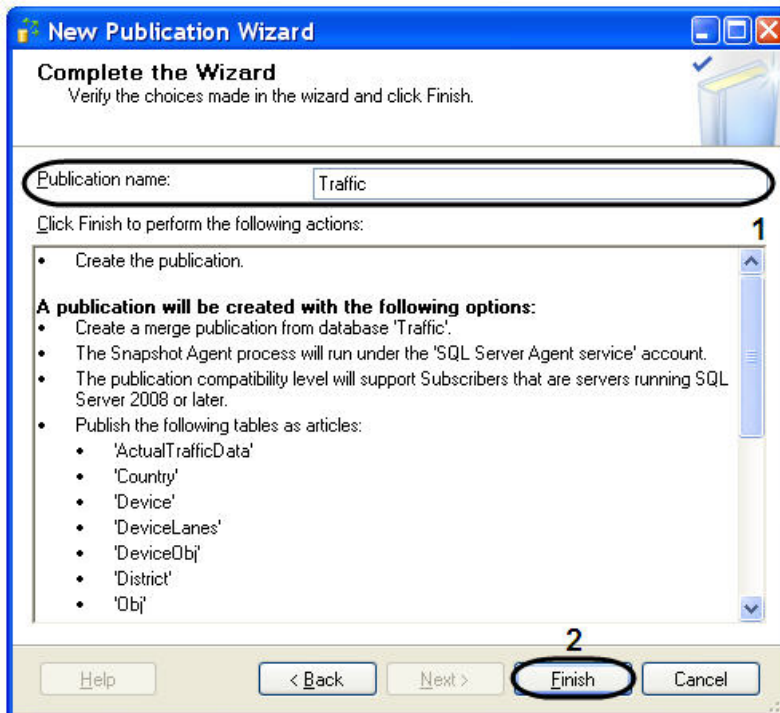 New Publication Wizard
Complete the Wizard
Verify the choices made in the wizard and click Finish.
Publication name:
Traffic
Click Finish to perform the following actions:
1
• Create the publication.
A publication will be created with the following options:
• Create a merge publication from database 'Traffic'.
• The Snapshot Agent process will run under the 'SQL Server Agent service' account.
• The publication compatibility level will support Subscribers that are servers running SQL
Server 2008 or later.
• Publish the following tables as articles:
• 'ActualTrafficData'
• 'Country'
• 'Device'
• 'DeviceLanes'
• 'DeviceObj'
• 'District'
• 'Obj'
2
Help
< Back
Next >
Finish
Cancel